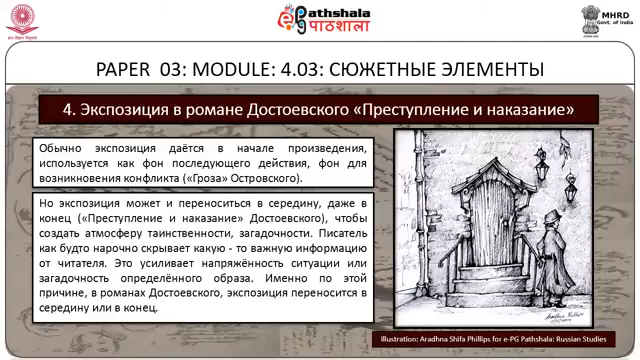 ePathshala
पाठशाला
MHRD
Govt. of India
PAPER 03: MODULE: 4.03: СЮЖЕТНЫЕ ЭЛЕМЕНТЫ
4. Экспозиция в романе Достоевского «Преступление и наказание»
Обычно экспозиция даётся в начале произведения,
используется как фон последующего действия, фон для
возникновения конфликта («Гроза» Островского).
Но экспозиция может и переноситься в середину, даже в
конец («Преступление и наказание» Достоевского), чтобы
создать атмосферу таинственности, загадочности. Писатель
как будто нарочно скрывает какую - то важную информацию
от читателя. Это усиливает напряжённость ситуации или
загадочность определённого образа. Именно по этой
причине, в романах Достоевского, экспозиция переносится в
середину или в конец.
Illustration: Aradhna Shifa Phillips for e-PG Pathshala: Russian Studies